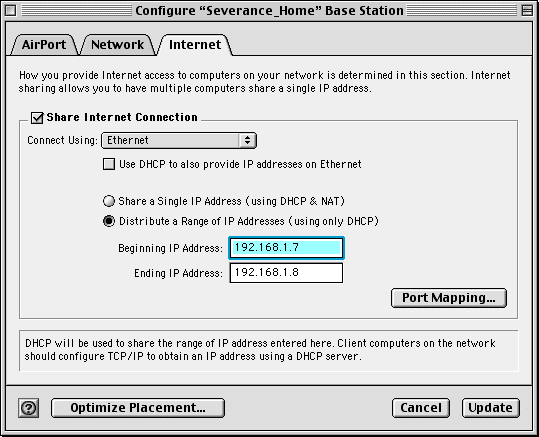 Configure “Severance_Home” Base Station
AirPort Network Internet
How you provide Internet access to computers on your network is determined in this section. Internet
sharing allows you to have multiple computers share a single IP address.
Share Internet Connection
Connect Using: Ethernet
Use DHCP to also provide IP addresses on Ethernet
Share a Single IP Address (using DHCP & NAT)
Distribute a Range of IP Addresses (using only DHCP)
Beginning IP Address: 192.168.1.7
Ending IP Address: 192.168.1.8
Port Mapping...
DHCP will be used to share the range of IP address entered here. Client computers on the network
should configure TCP/IP to obtain an IP address using a DHCP server.
? Optimize Placement... Cancel Update